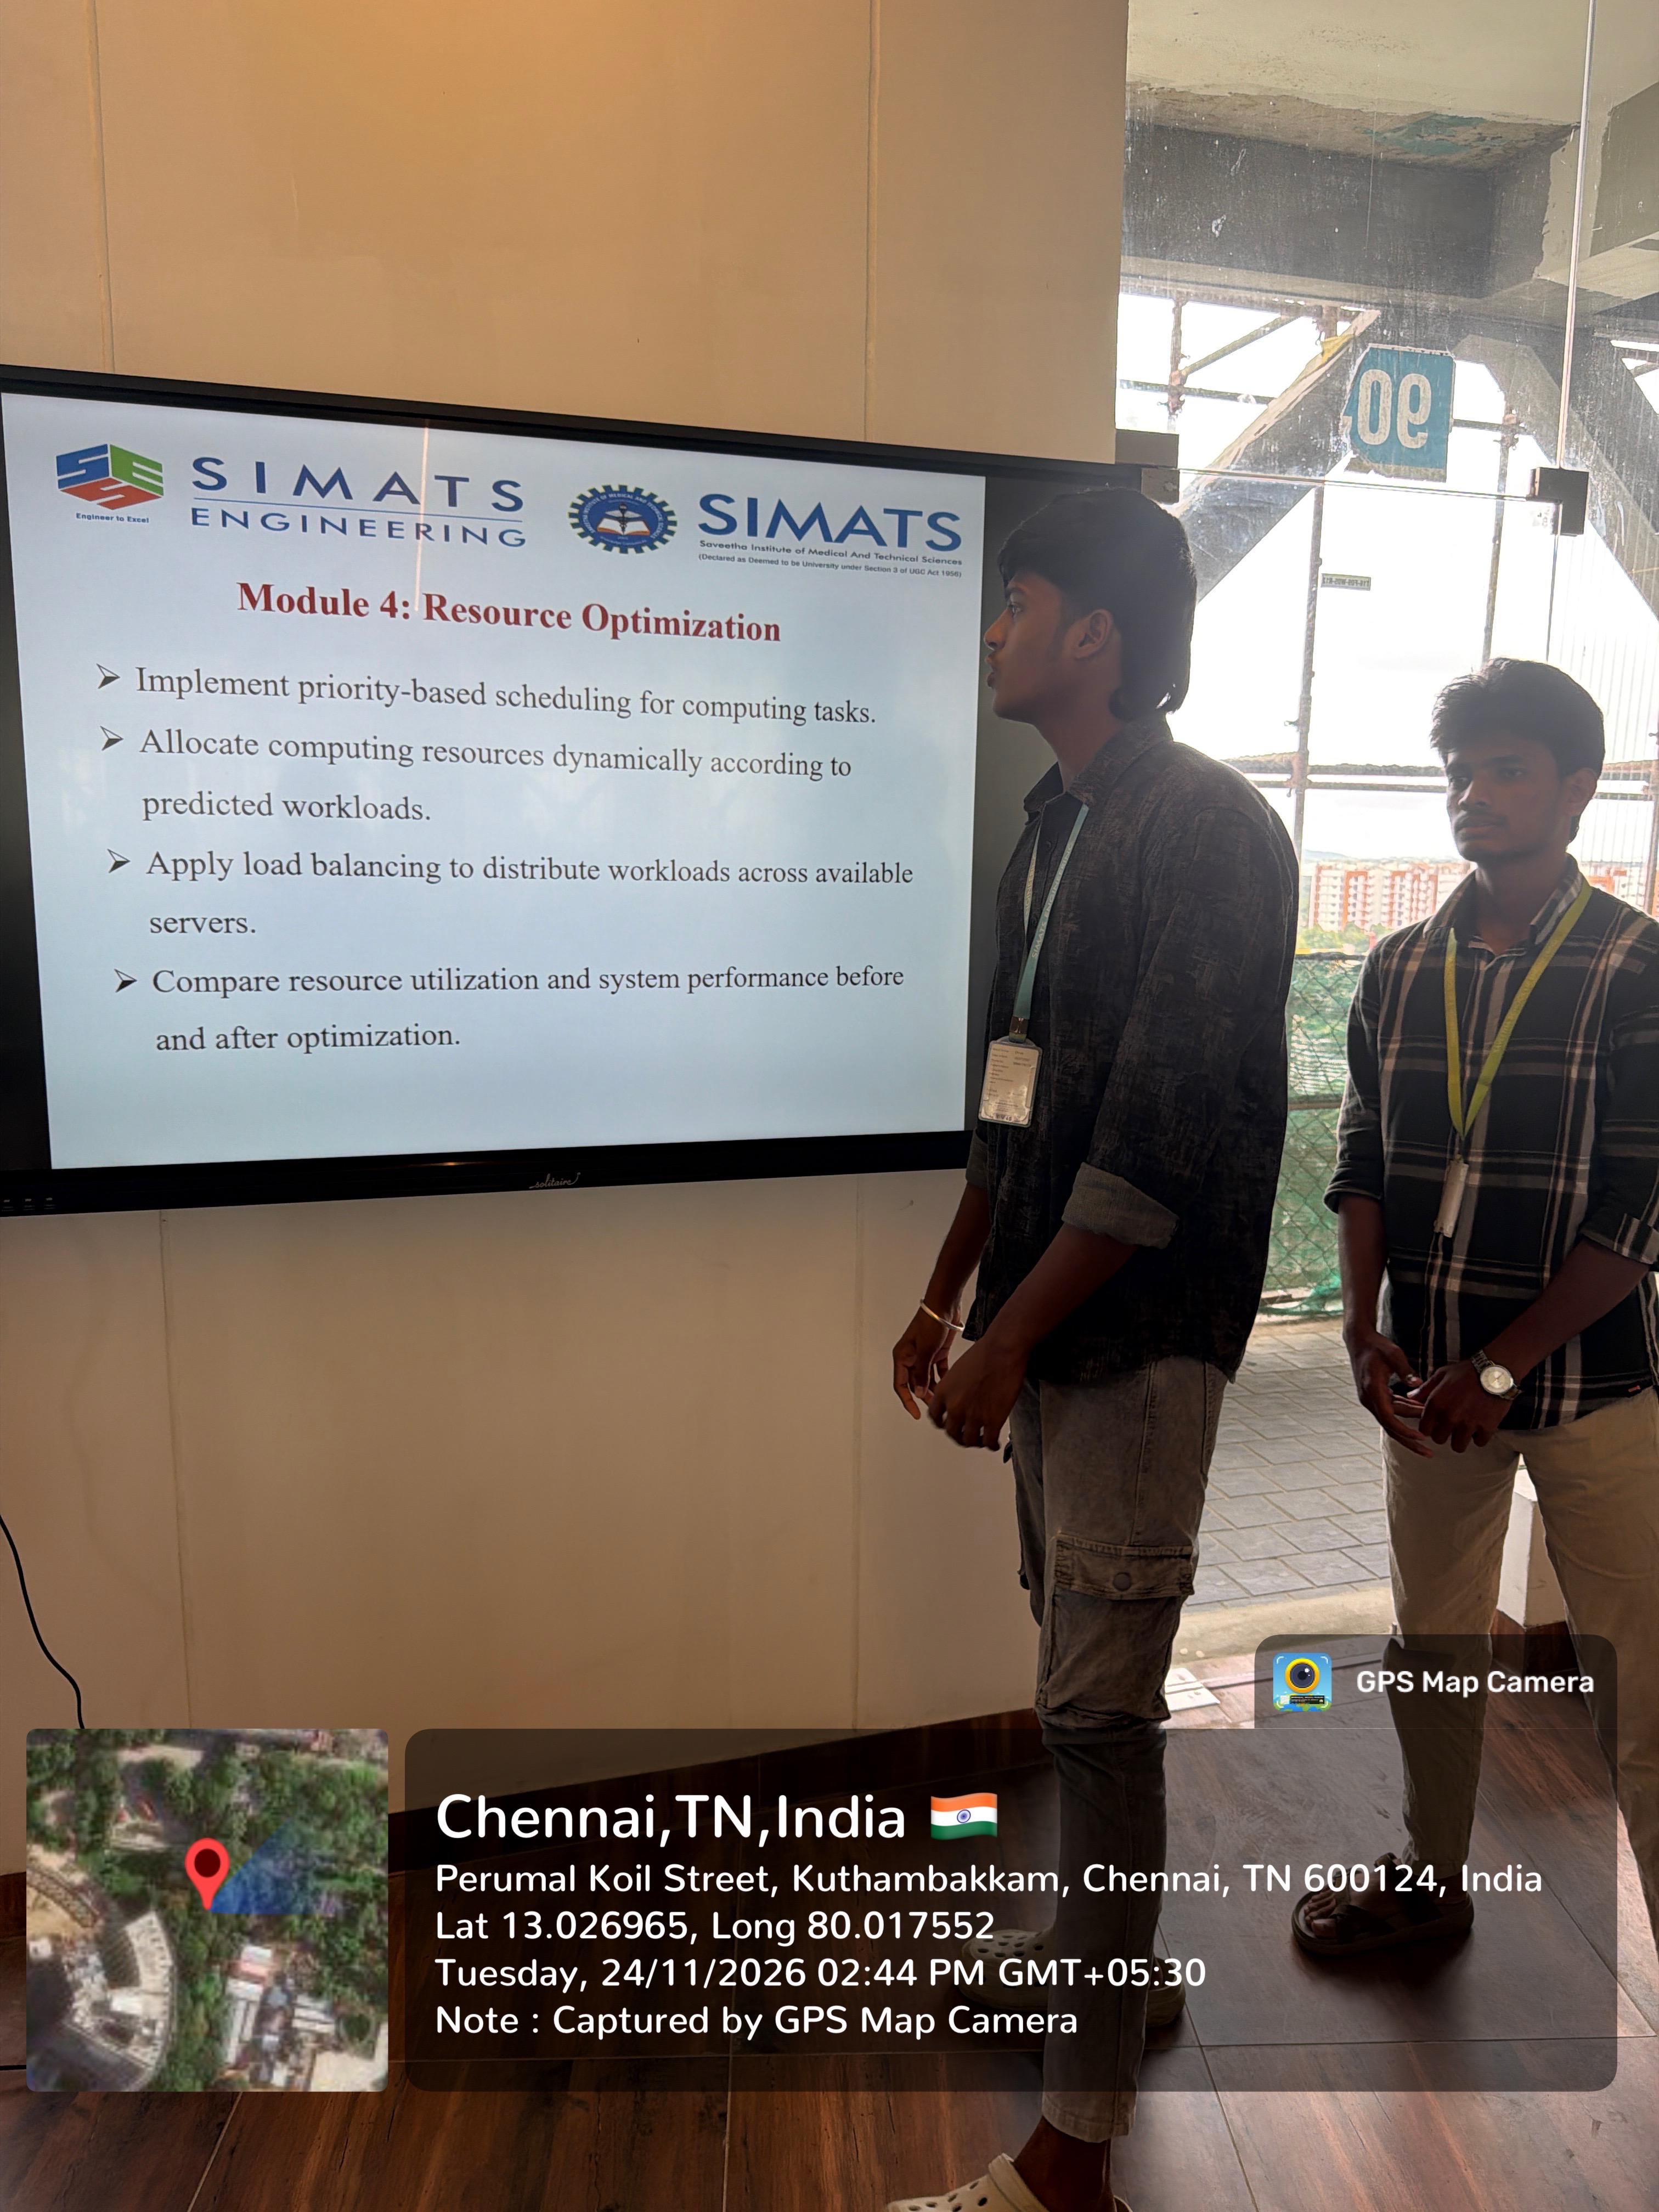 SIMATS
ENGINEERING
Engineer to Excel
SIMATS
Saveetha Institute of Medical And Technical Sciences
(Declared as Deemed to be University under Section 3 of UGC Act 1956)
Module 4: Resource Optimization
➢ Implement priority-based scheduling for computing tasks.
➢ Allocate computing resources dynamically according to
predicted workloads.
➢ Apply load balancing to distribute workloads across available
servers.
➢ Compare resource utilization and system performance before
and after optimization.
solitaire
90
GPS Map Camera
Chennai,TN,India
Perumal Koil Street, Kuthambakkam, Chennai, TN 600124, India
Lat 13.026965, Long 80.017552
Tuesday, 24/11/2026 02:44 PM GMT+05:30
Note : Captured by GPS Map Camera